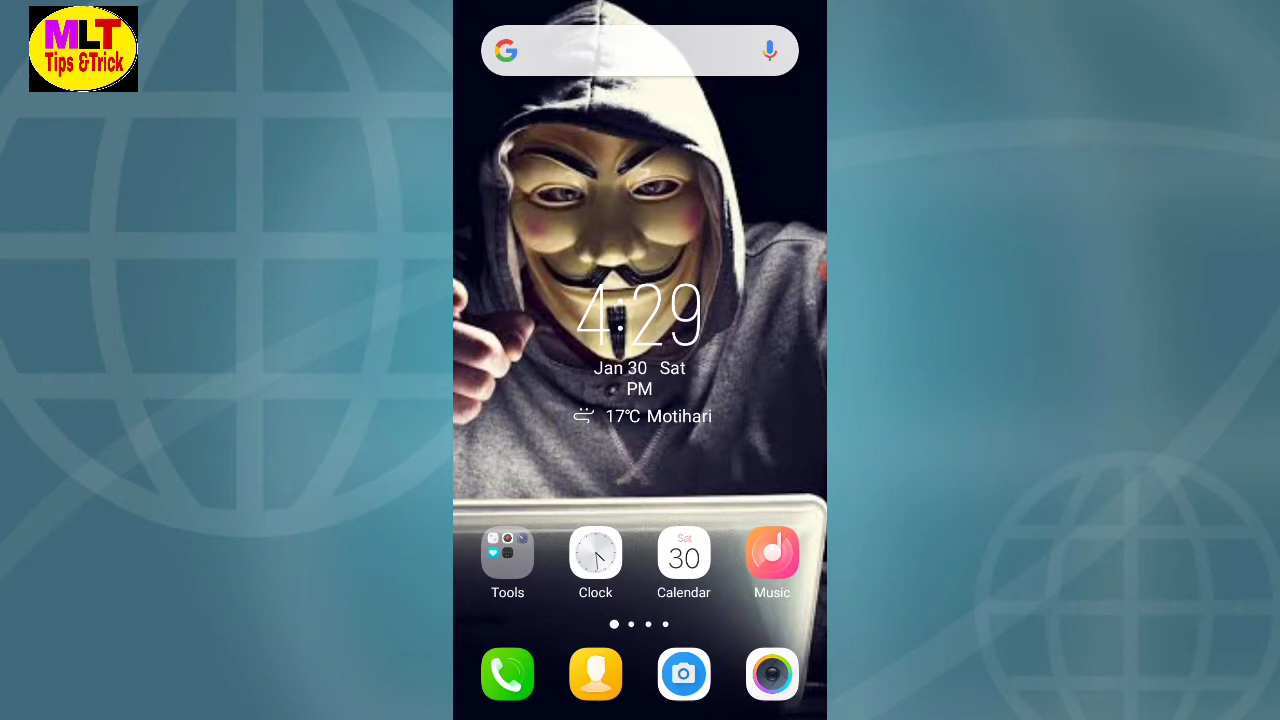 MLT
Tips &Trick
4:29
Jan 30 Sat
PM
17°C Motihari
Sat
30
Tools
Clock
Calendar
Music